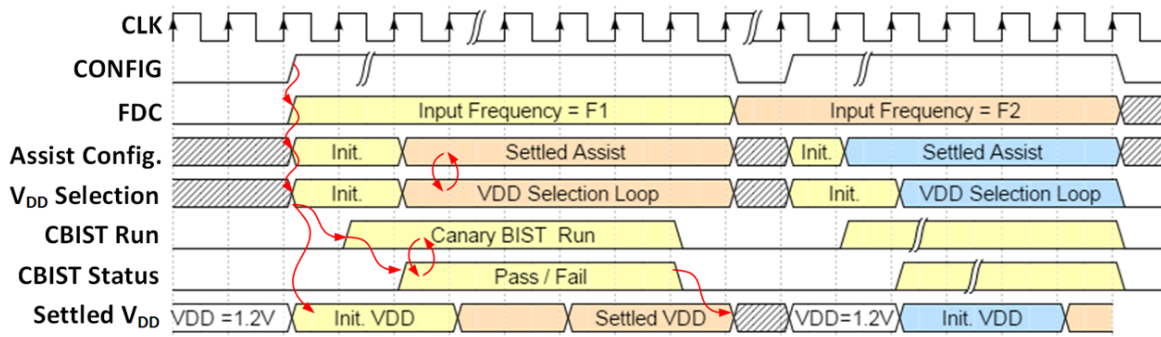 CLK
CONFIG
FDC Input Frequency = F1 Input Frequency = F2
Assist Config. Init. Settled Assist Init. Settled Assist
VDD Selection Init. VDD Selection Loop Init. VDD Selection Loop
CBIST Run Canary BIST Run
CBIST Status Pass / Fail
Settled VDD VDD =1.2V Init. VDD Settled VDD VDD=1.2V Init. VDD